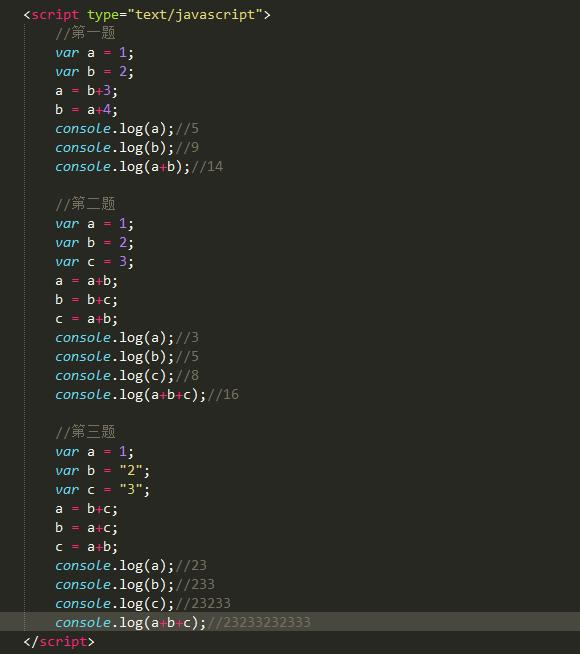 <script type="text/javascript">
//第一题
var a = 1;
var b = 2;
a = b+3;
b = a+4;
console.log(a);//5
console.log(b);//9
console.log(a+b);//14
//第二题
var a = 1;
var b = 2;
var c = 3;
a = a+b;
b = b+c;
c = a+b;
console.log(a);//3
console.log(b);//5
console.log(c);//8
console.log(a+b+c);//16
//第三题
var a = 1;
var b = "2";
var c = "3";
a = b+c;
b = a+c;
c = a+b;
console.log(a);//23
console.log(b);//233
console.log(c);//23233
console.log(a+b+c);//23233232333
</script>